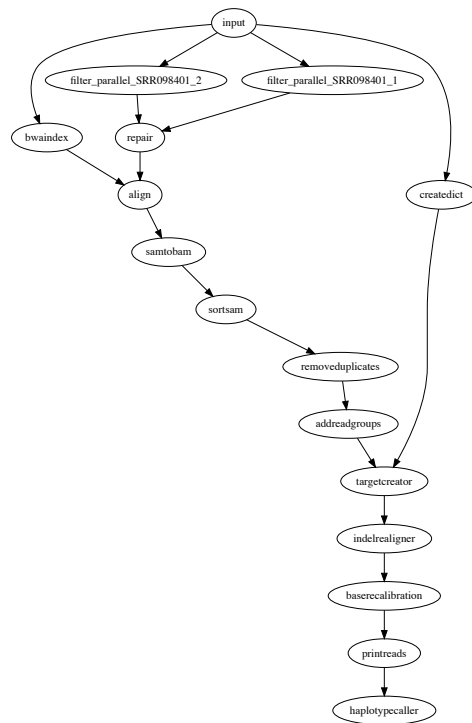 input
filter_parallel_SRR098401_2
filter_parallel_SRR098401_1
bwaindex
repair
align
createdict
samtobam
sortsam
removeduplicates
addreadgroups
targetcreator
indelrealigner
baserecalibration
printreads
haplotypecaller